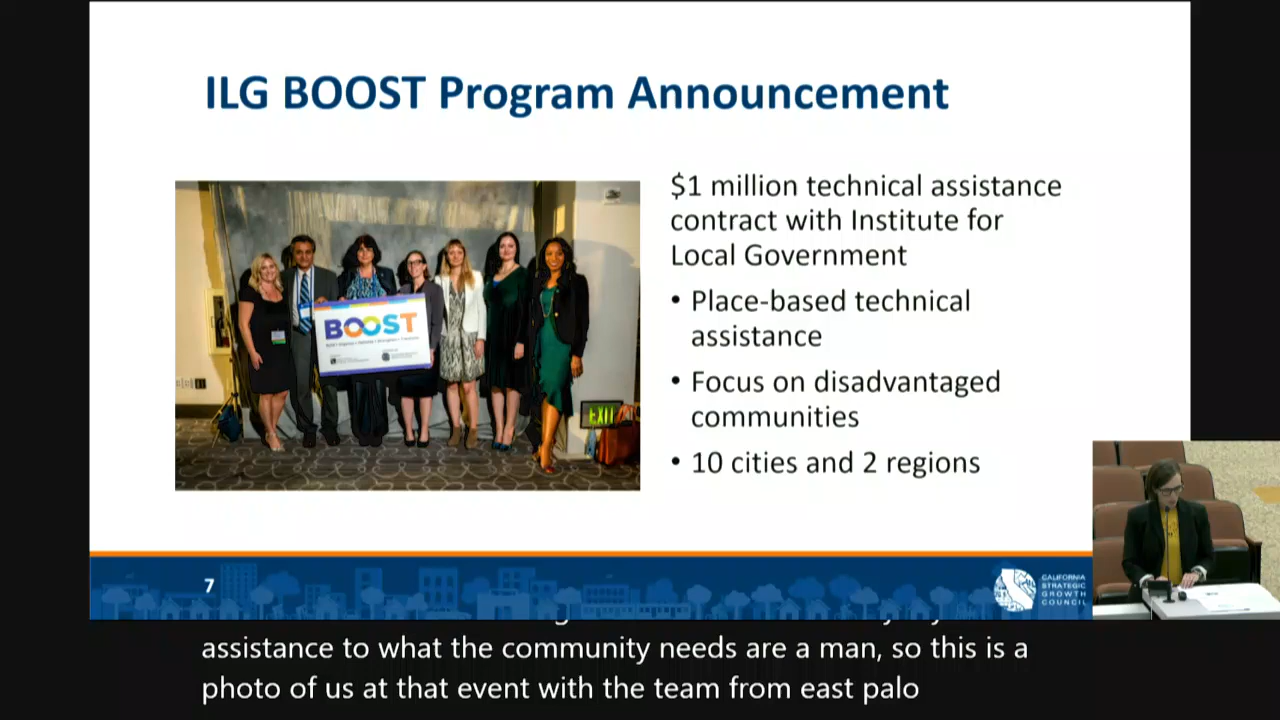 ILG BOOST Program Announcement
$1 million technical assistance
contract with Institute for
Local Government
• Place-based technical
assistance
• Focus on disadvantaged
communities
• 10 cities and 2 regions
BOOST
EXIT
7
CALIFORNIA
STRATEGIC
GROWTH
COUNCIL
assistance to what the community needs are a man, so this is a
photo of us at that event with the team from east palo